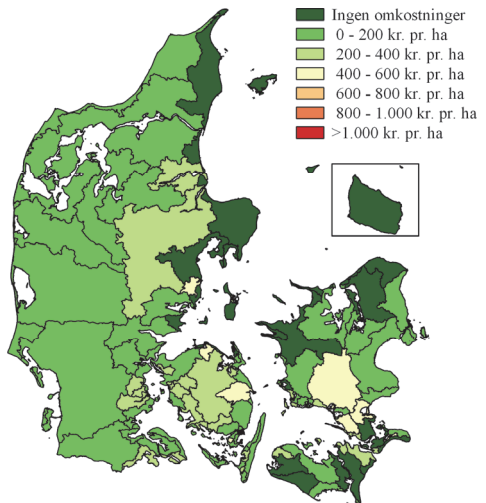 Ingen omkostninger
0 - 200 kr. pr. ha
200 - 400 kr. pr. ha
400 - 600 kr. pr. ha
600 - 800 kr. pr. ha
800 - 1.000 kr. pr. ha
>1.000 kr. pr. ha